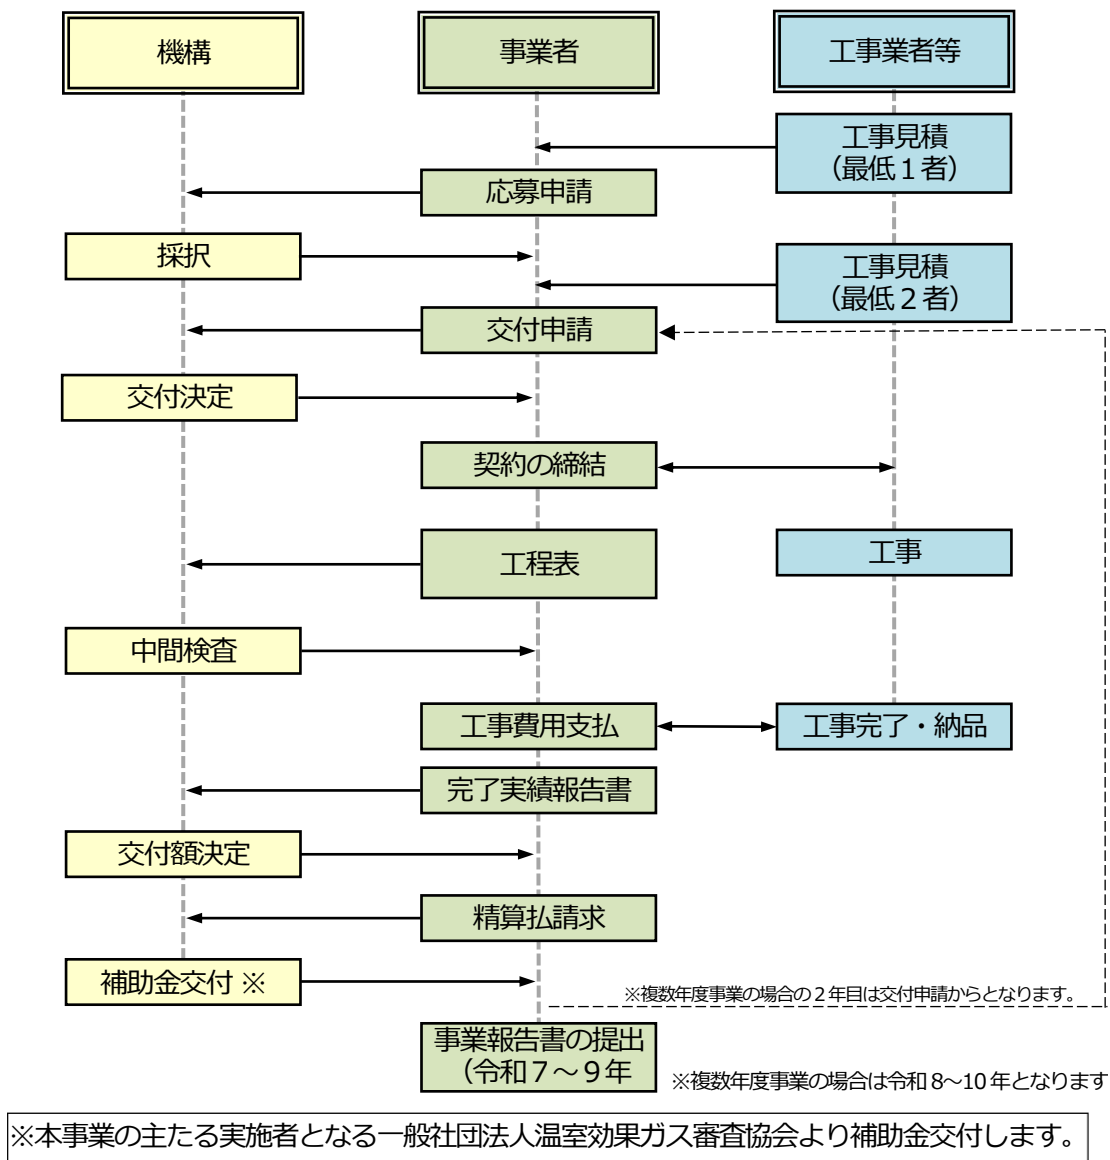 機構
事業者
工事業者等
工事見積
（最低１者）
応募申請
採択
工事見積
（最低２者）
交付申請
交付決定
契約の締結
工程表
工事
中間検査
工事費用支払
工事完了・納品
完了実績報告書
交付額決定
精算払請求
補助金交付 ※
※複数年度事業の場合の２年目は交付申請からとなります。
事業報告書の提出
（令和７～９年
※複数年度事業の場合は令和 8～10 年となります
※本事業の主たる実施者となる一般社団法人温室効果ガス審査協会より補助金交付します。